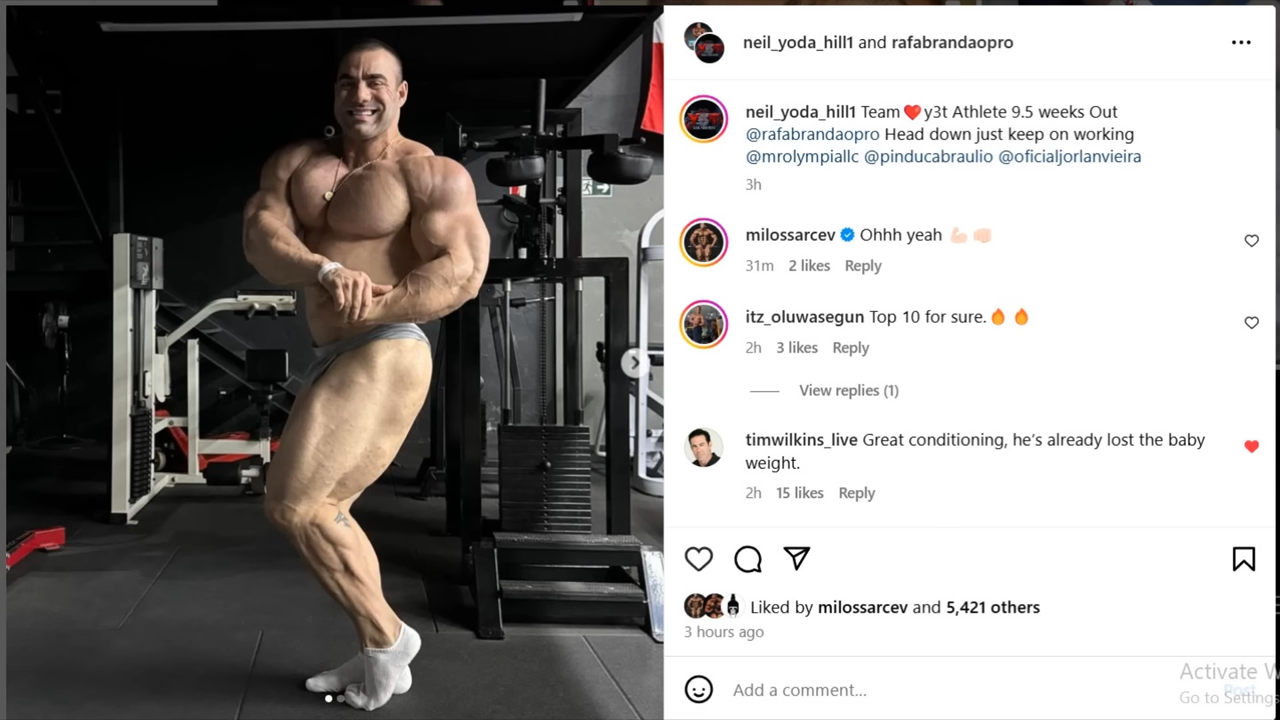 neil_yoda_hill1 and rafabrandaopro
neil_yoda_hill1 Team❤️y3t Athlete 9.5 weeks Out
@rafabrandaopro Head down just keep on working
@mrolympiallc @pinducabraulio @oficialjorlanvieira
3h
milossarcev Ohhh yeah 💪🏻👊🏻
31m 2 likes Reply
itz_oluwasegun Top 10 for sure.🔥🔥
2h 3 likes Reply
View replies (1)
timwilkins_live Great conditioning, he's already lost the baby
weight.
2h 15 likes Reply
Liked by milossarcev and 5,421 others
3 hours ago
Add a comment...
Post
Activate W
Go to Settings